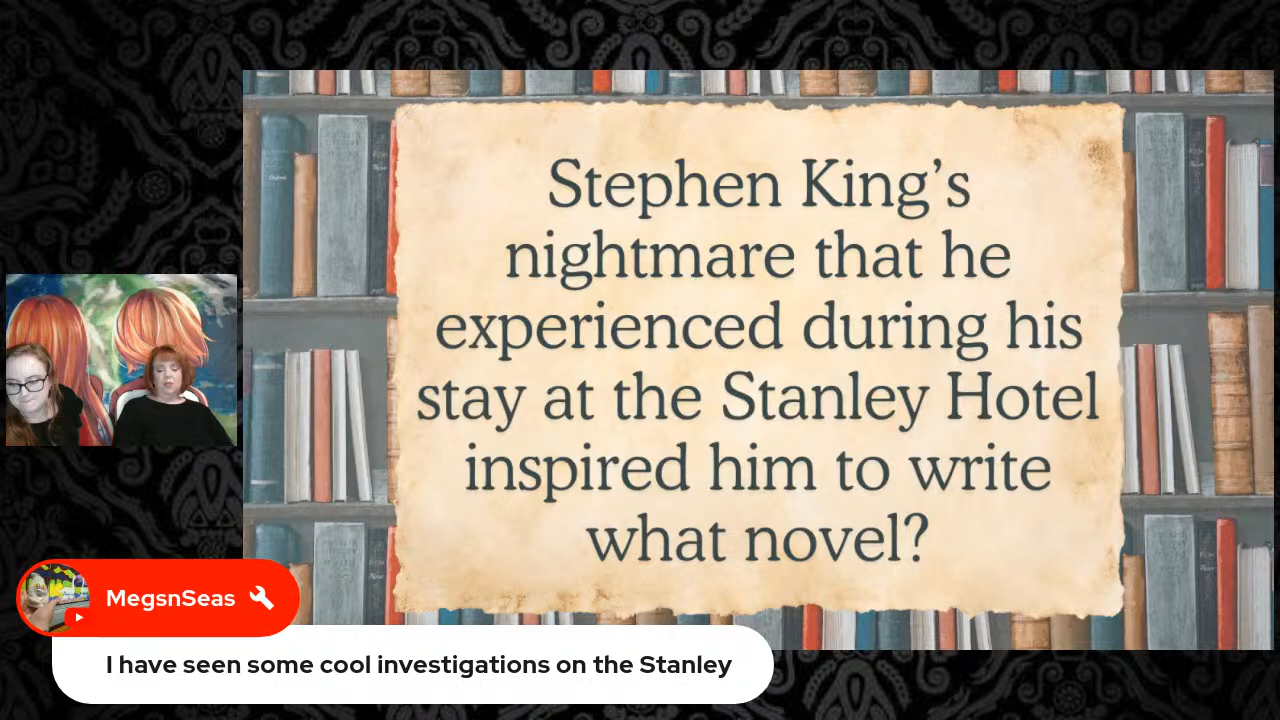 Stephen King’s
nightmare that he
experienced during his
stay at the Stanley Hotel
inspired him to write
what novel?
MegsnSeas
I have seen some cool investigations on the Stanley